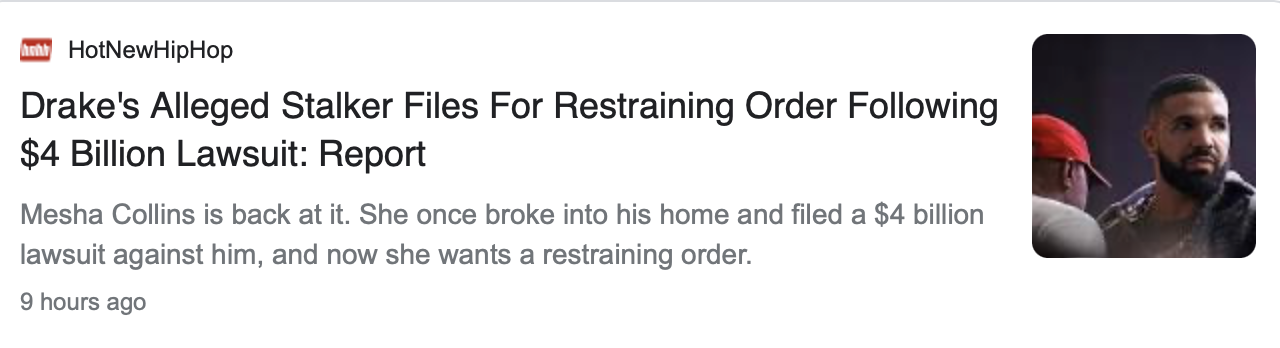 hnhh HotNewHipHop
Drake's Alleged Stalker Files For Restraining Order Following
$4 Billion Lawsuit: Report
Mesha Collins is back at it. She once broke into his home and filed a $4 billion
lawsuit against him, and now she wants a restraining order.
9 hours ago